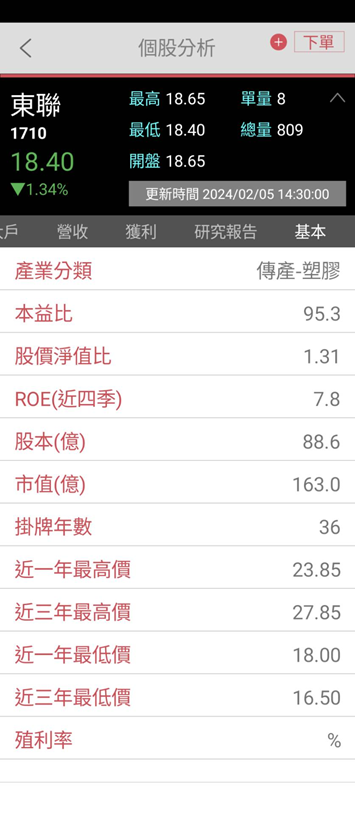 個股分析
下單
東聯
1710
18.40
▼1.34%
最高 18.65 單量 8
最低 18.40 總量 809
開盤 18.65
更新時間 2024/02/05 14:30:00
大戶 營收 獲利 研究報告 基本
產業分類 傳產-塑膠
本益比 95.3
股價淨值比 1.31
ROE(近四季) 7.8
股本(億) 88.6
市值(億) 163.0
掛牌年數 36
近一年最高價 23.85
近三年最高價 27.85
近一年最低價 18.00
近三年最低價 16.50
殖利率 %